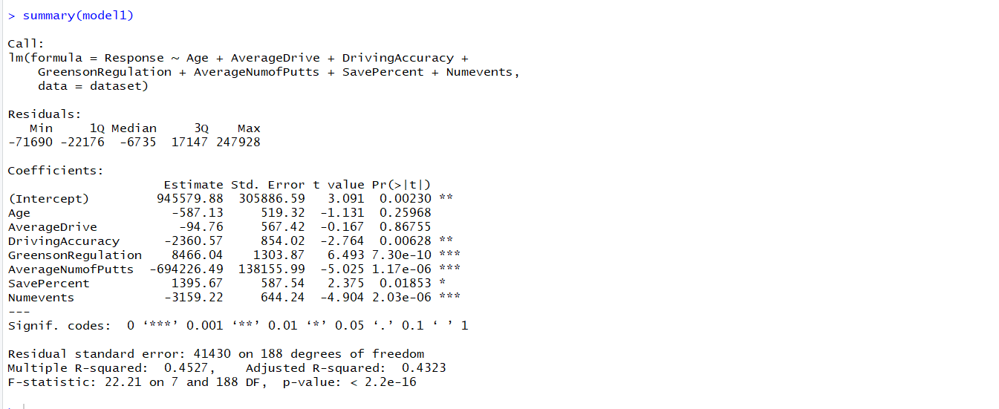 > summary(model1)
Call:
lm(formula = Response ~ Age + AverageDrive + DrivingAccuracy +
    GreensonRegulation + AverageNumofPutts + SavePercent + Numevents,
    data = dataset)
Residuals:
   Min     1Q Median     3Q    Max
-71690 -22176  -6735  17147 247928
Coefficients:
                     Estimate Std. Error t value Pr(>|t|)
(Intercept)         945579.88  305886.59   3.091  0.00230 **
Age                   -587.13     519.32  -1.131  0.25968
AverageDrive           -94.76     567.42  -0.167  0.86755
DrivingAccuracy      -2360.57     854.02  -2.764  0.00628 **
GreensonRegulation    8466.04    1303.87   6.493 7.30e-10 ***
AverageNumofPutts  -694226.49  138155.99  -5.025 1.17e-06 ***
SavePercent           1395.67     587.54   2.375  0.01853 *
Numevents            -3159.22     644.24  -4.904 2.03e-06 ***
---
Signif. codes:  0 ‘***’ 0.001 ‘**’ 0.01 ‘*’ 0.05 ‘.’ 0.1 ‘ ’ 1
Residual standard error: 41430 on 188 degrees of freedom
Multiple R-squared:  0.4527,    Adjusted R-squared:  0.4323
F-statistic: 22.21 on 7 and 188 DF,  p-value: < 2.2e-16